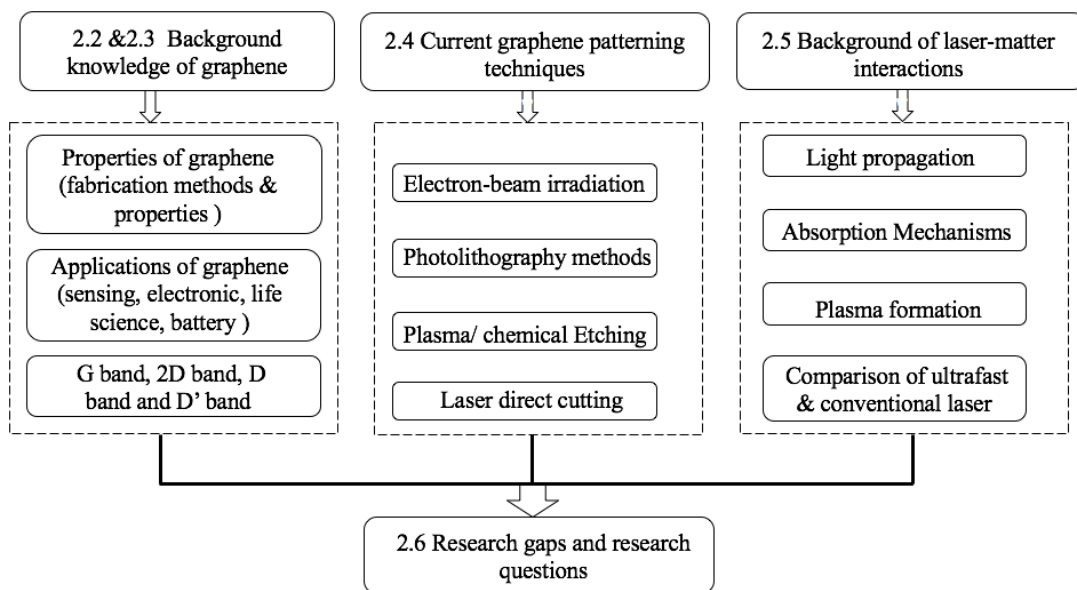 2.2 &2.3 Background
knowledge of graphene
Properties of graphene
(fabrication methods &
properties )
Applications of graphene
(sensing, electronic, life
science, battery )
G band, 2D band, D
band and D’ band
2.4 Current graphene patterning
techniques
Electron-beam irradiation
Photolithography methods
Plasma/ chemical Etching
Laser direct cutting
2.5 Background of laser-matter
interactions
Light propagation
Absorption Mechanisms
Plasma formation
Comparison of ultrafast
& conventional laser
2.6 Research gaps and research
questions